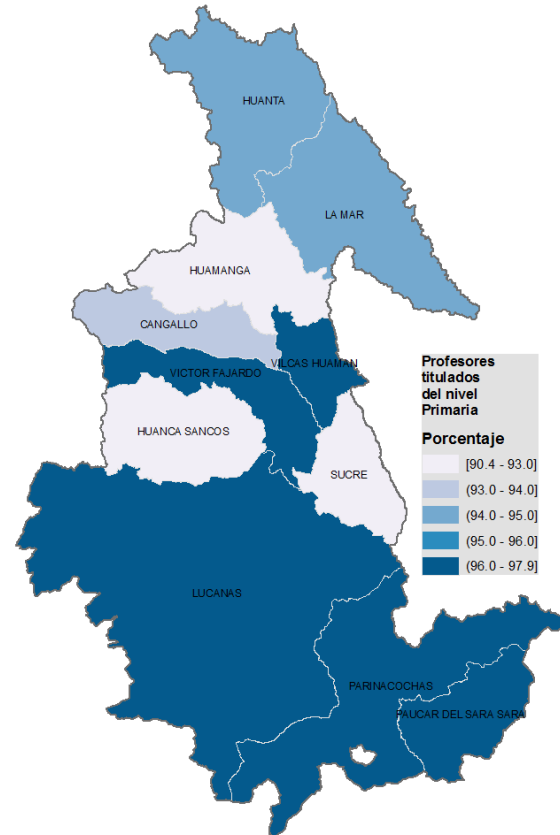 HUANTA
LA MAR
HUAMANGA
CANGALLO
VILCAS HUAMAN
VICTOR FAJARDO
HUANCA SANCOS
SUCRE
LUCANAS
PARINACOCHAS
PAUCAR DEL SARA SARA
Profesores
titulados
del nivel
Primaria
Porcentaje
[90.4 - 93.0]
(93.0 - 94.0]
(94.0 - 95.0]
(95.0 - 96.0]
(96.0 - 97.9]